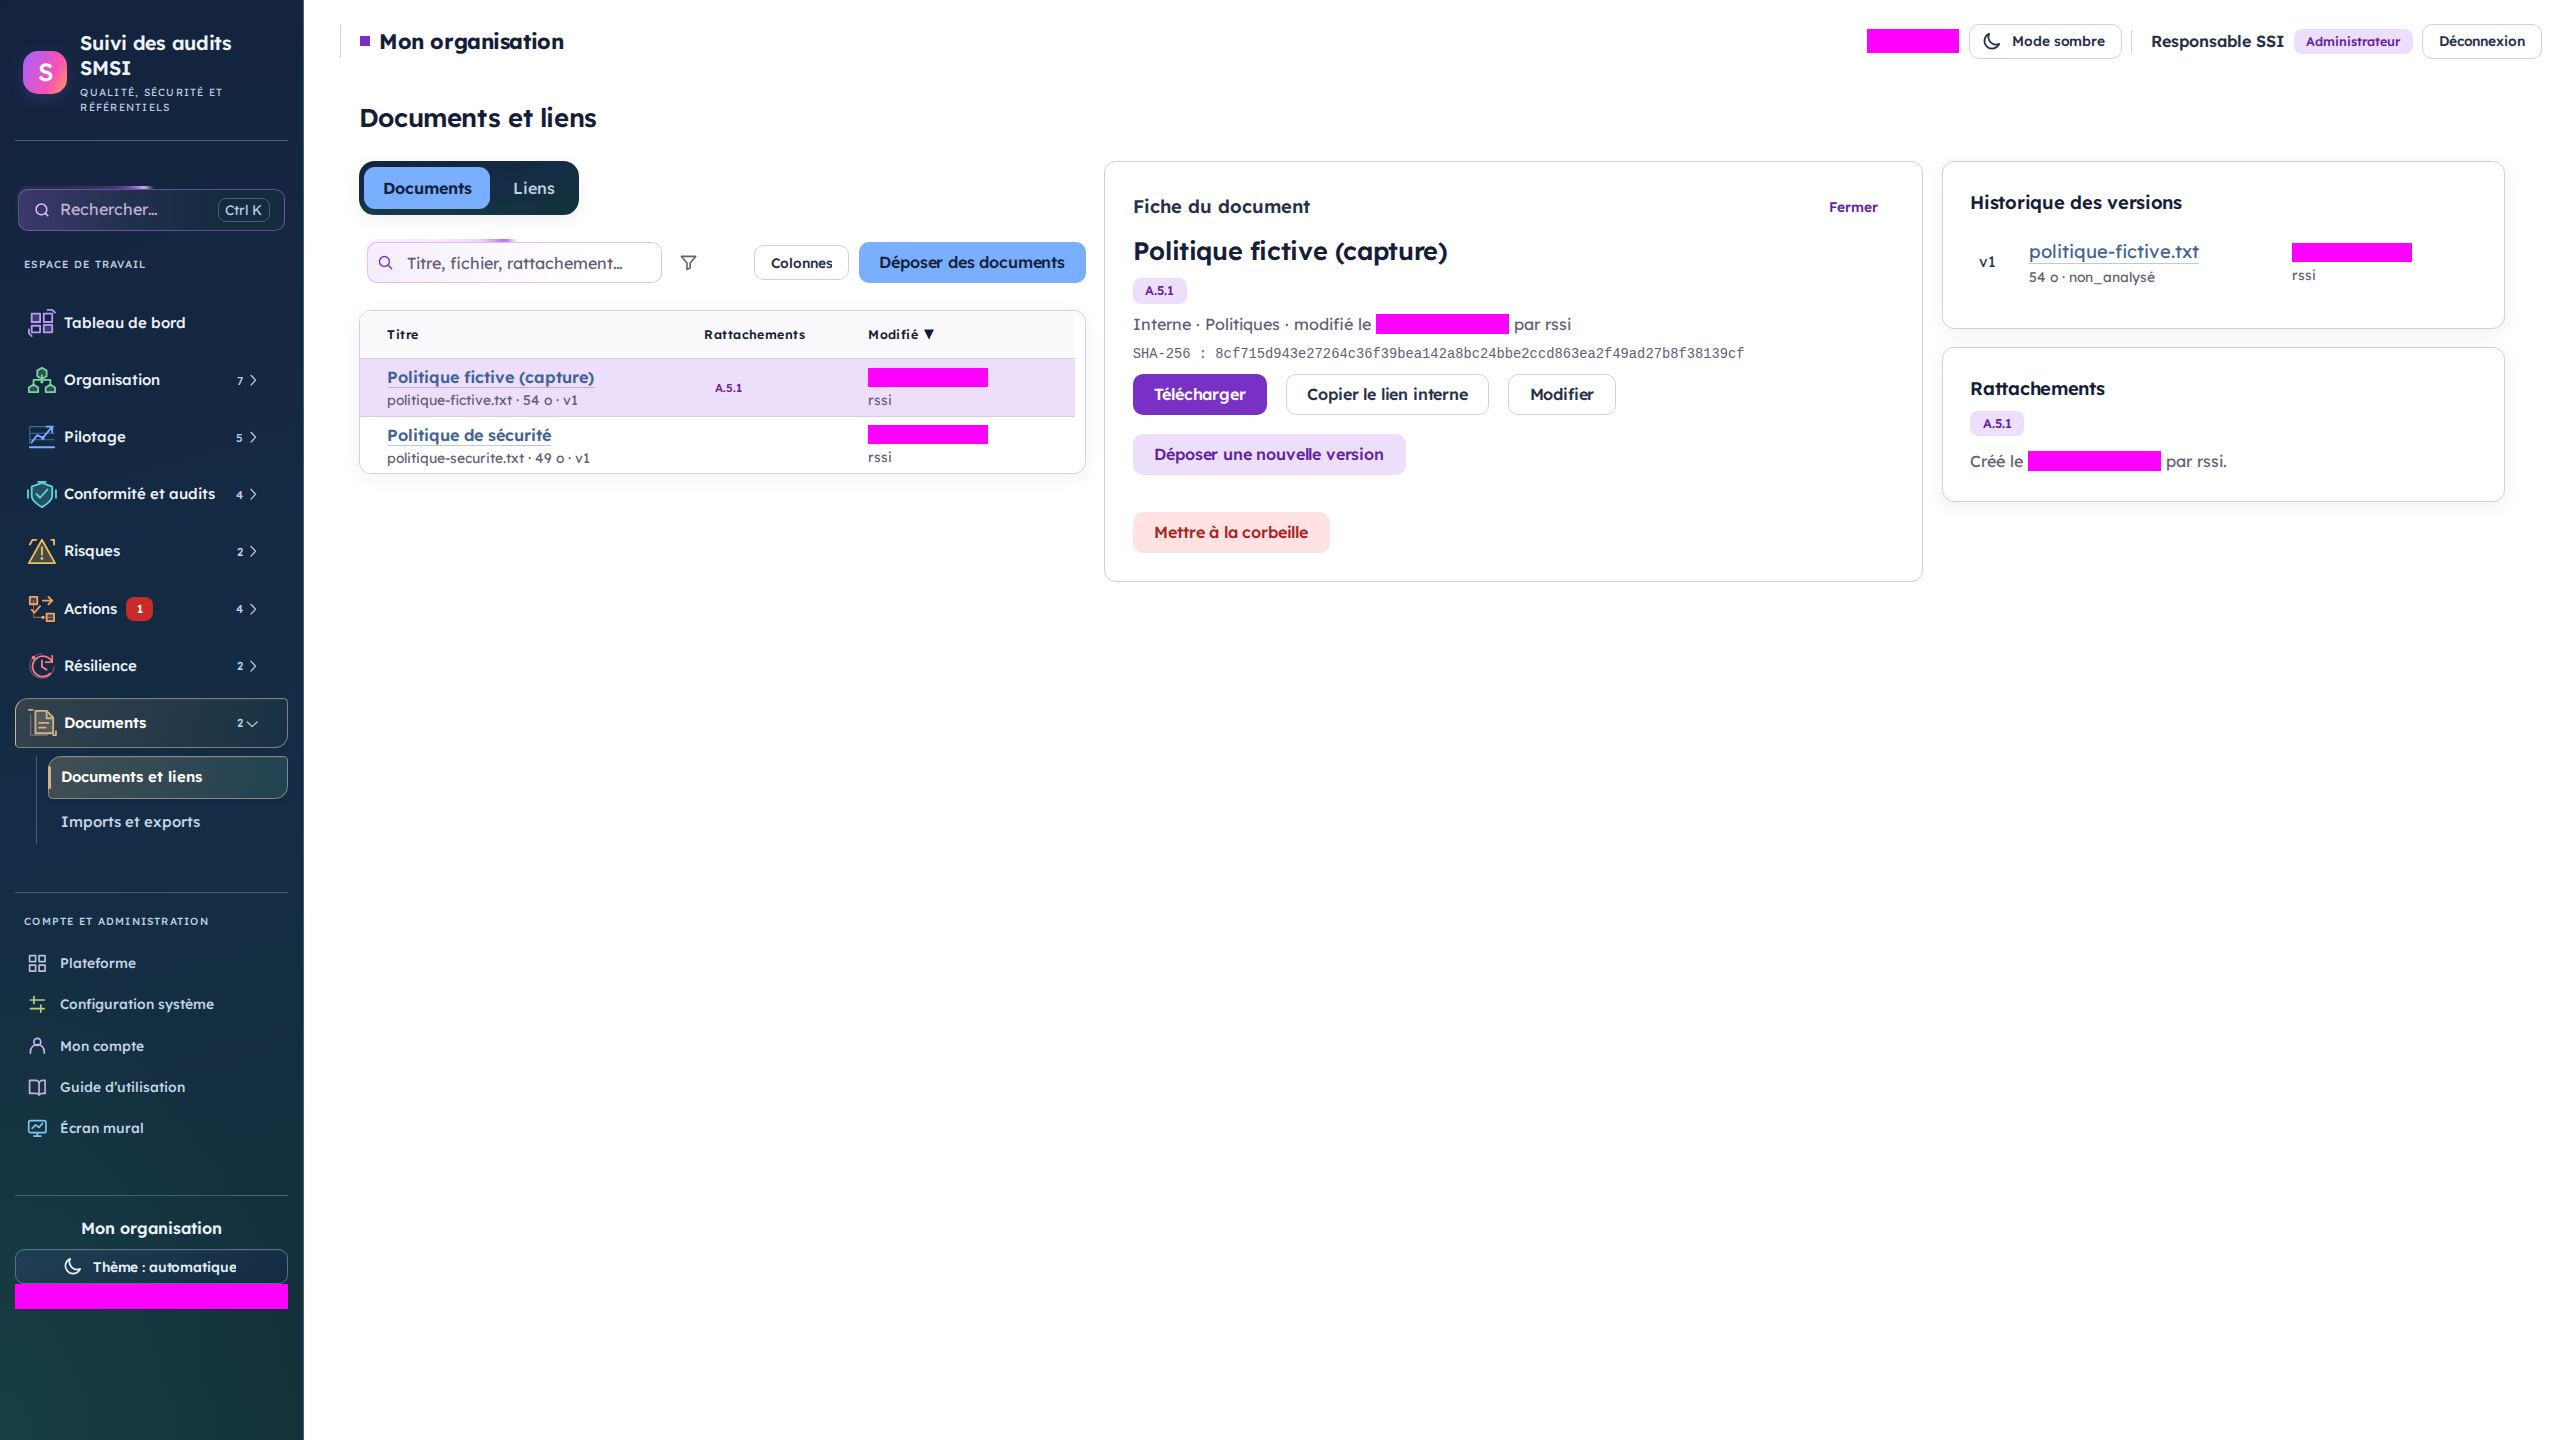 Suivi des audits
SMSI
QUALITÉ, SÉCURITÉ ET
RÉFÉRENTIELS
Rechercher...
Ctrl K
ESPACE DE TRAVAIL
Tableau de bord
Organisation 7
Pilotage 5
Conformité et audits 4
Risques 2
Actions 1 4
Résilience 2
Documents 2
Documents et liens
Imports et exports
COMPTE ET ADMINISTRATION
Plateforme
Configuration système
Mon compte
Guide d'utilisation
Écran mural
Mon organisation
Thème : automatique
Mon organisation
Mode sombre
Responsable SSI
Administrateur
Déconnexion
Documents et liens
Documents
Liens
Titre, fichier, rattachement...
Colonnes
Déposer des documents
Titre Rattachements Modifié ▼
Politique fictive (capture)
politique-fictive.txt · 54 o · v1
A.5.1
rssi
Politique de sécurité
politique-securite.txt · 49 o · v1
rssi
Fiche du document
Fermer
Politique fictive (capture)
A.5.1
Interne · Politiques · modifié le par rssi
SHA-256 : 8cf715d943e27264c36f39bea142a8bc24bbe2ccd863ea2f49ad27b8f38139cf
Télécharger
Copier le lien interne
Modifier
Déposer une nouvelle version
Mettre à la corbeille
Historique des versions
v1
politique-fictive.txt
54 o · non_analysé
rssi
Rattachements
A.5.1
Créé le par rssi.